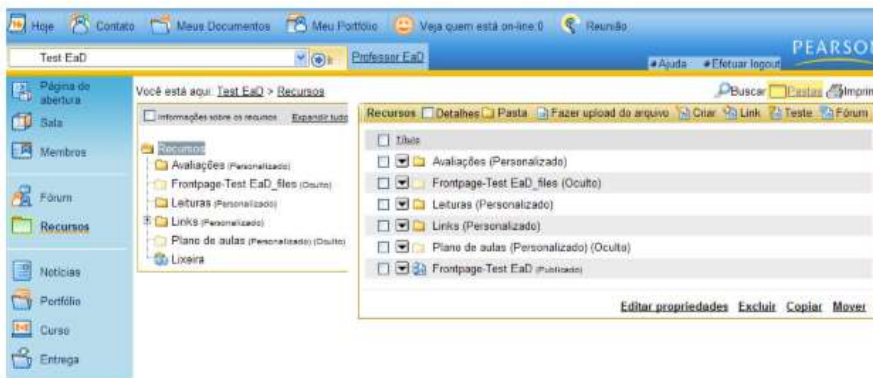 Hoje Contato Meus Documentos Meu Portfólio Veja quem está on-line:0 Reunião
Test EaD Ir Professor EaD Ajuda Efetuar logout PEARSON
Página de abertura
Sala
Membros
Fórum
Recursos
Notícias
Portfólio
Curso
Entrega
Você está aqui: Test EaD > Recursos Buscar Pastas Imprim
Informações sobre os recursos Expandir tudo
Recursos
Avaliações (Personalizado)
Frontpage-Test EaD_files (Oculto)
Leituras (Personalizado)
Links (Personalizado)
Plano de aulas (Personalizado) (Oculto)
Lixeira
Recursos Detalhes Pasta Fazer upload do arquivo Criar Link Teste Fórum
Título
Avaliações (Personalizado)
Frontpage-Test EaD_files (Oculto)
Leituras (Personalizado)
Links (Personalizado)
Plano de aulas (Personalizado) (Oculto)
Frontpage-Test EaD (Publicado)
Editar propriedades Excluir Copiar Mover